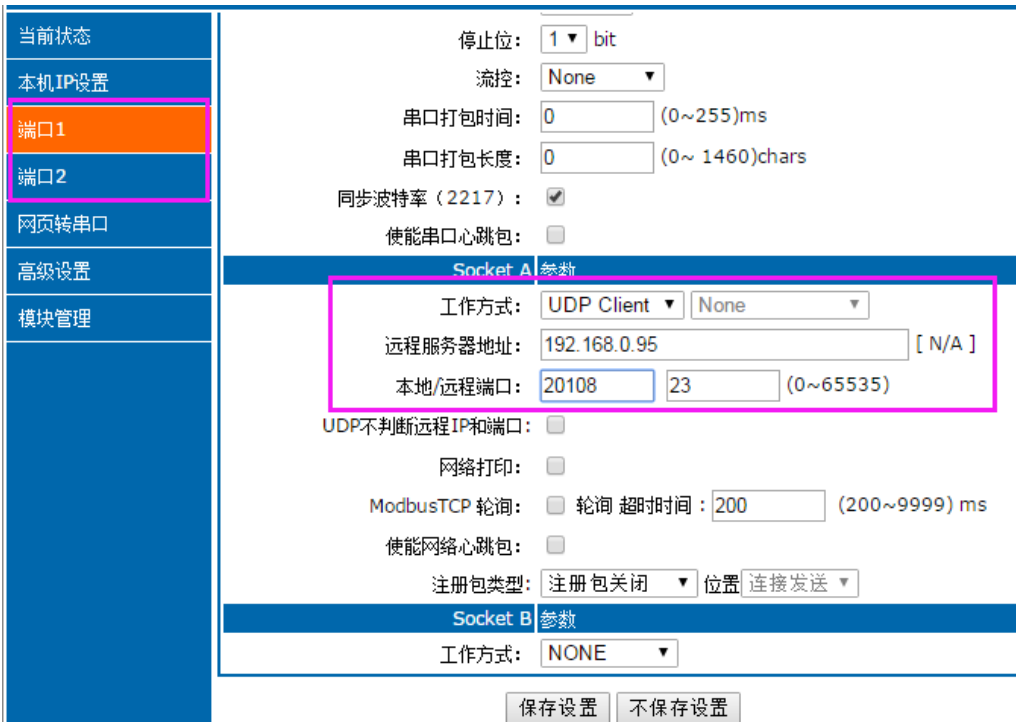 当前状态
本机IP设置
端口1
端口2
网页转串口
高级设置
模块管理
停止位: 1 bit
流控: None
串口打包时间: 0 (0~255)ms
串口打包长度: 0 (0~ 1460)chars
同步波特率（2217）:
使能串口心跳包:
Socket A 参数
工作方式: UDP Client None
远程服务器地址: 192.168.0.95 [ N/A ]
本地/远程端口: 20108 23 (0~65535)
UDP不判断远程IP和端口:
网络打印:
ModbusTCP 轮询: 轮询 超时时间 : 200 (200~9999) ms
使能网络心跳包:
注册包类型: 注册包关闭 位置 连接发送
Socket B 参数
工作方式: NONE
保存设置 不保存设置